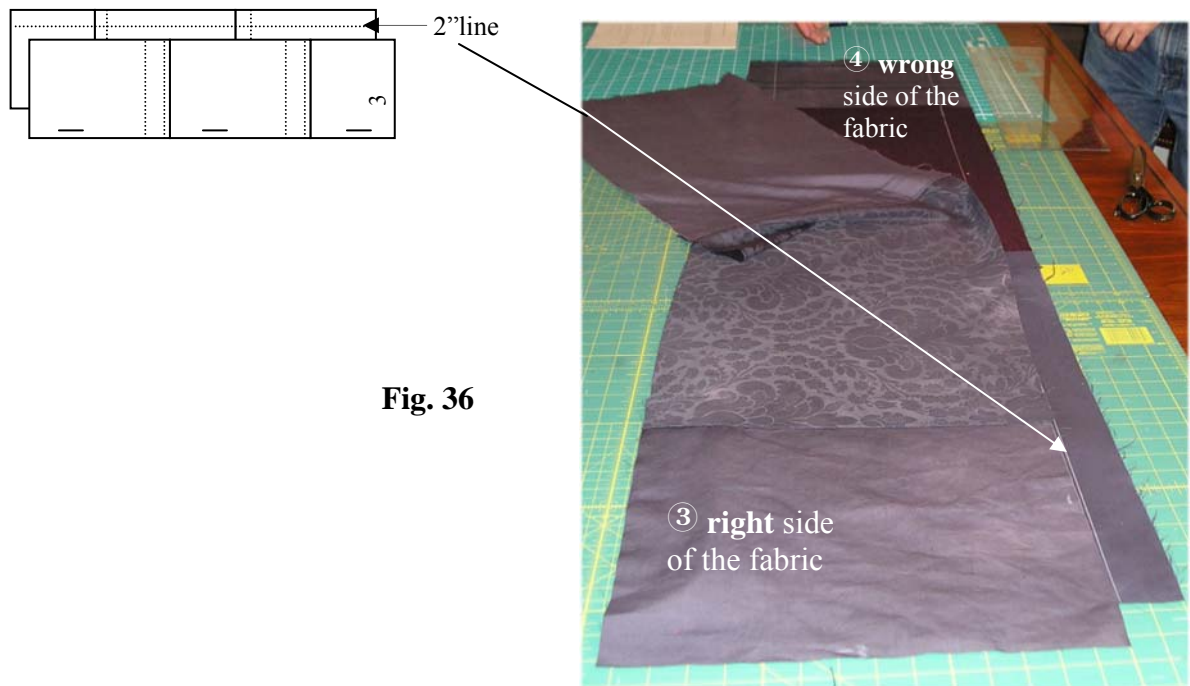 2”line
3
④ wrong
side of the
fabric
Fig. 36
③ right side
of the fabric